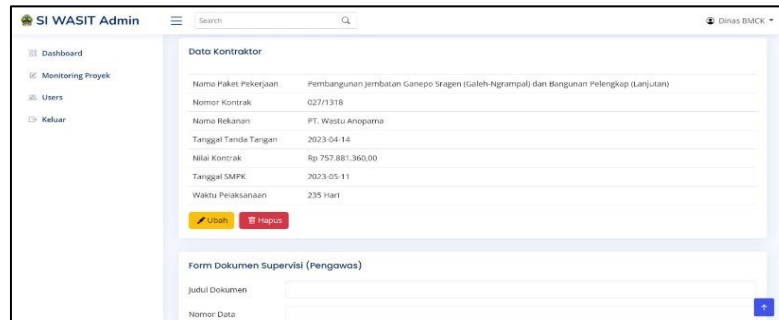 SI WASIT Admin
Search
Dinas BMCK
Dashboard
Monitoring Proyek
Users
Keluar
Data Kontraktor
Nama Paket Pekerjaan Pembangunan Jembatan Ganepo Sragen (Galeh-Ngrampal) dan Bangunan Pelengkap (Lanjutan)
Nomor Kontrak 027/1318
Nama Rekanan PT. Wastu Anopama
Tanggal Tanda Tangan 2023-04-14
Nilai Kontrak Rp 757.881.360,00
Tanggal SMPK 2023-05-11
Waktu Pelaksanaan 235 Hari
Ubah Hapus
Form Dokumen Supervisi (Pengawas)
Judul Dokumen
Nomor Data